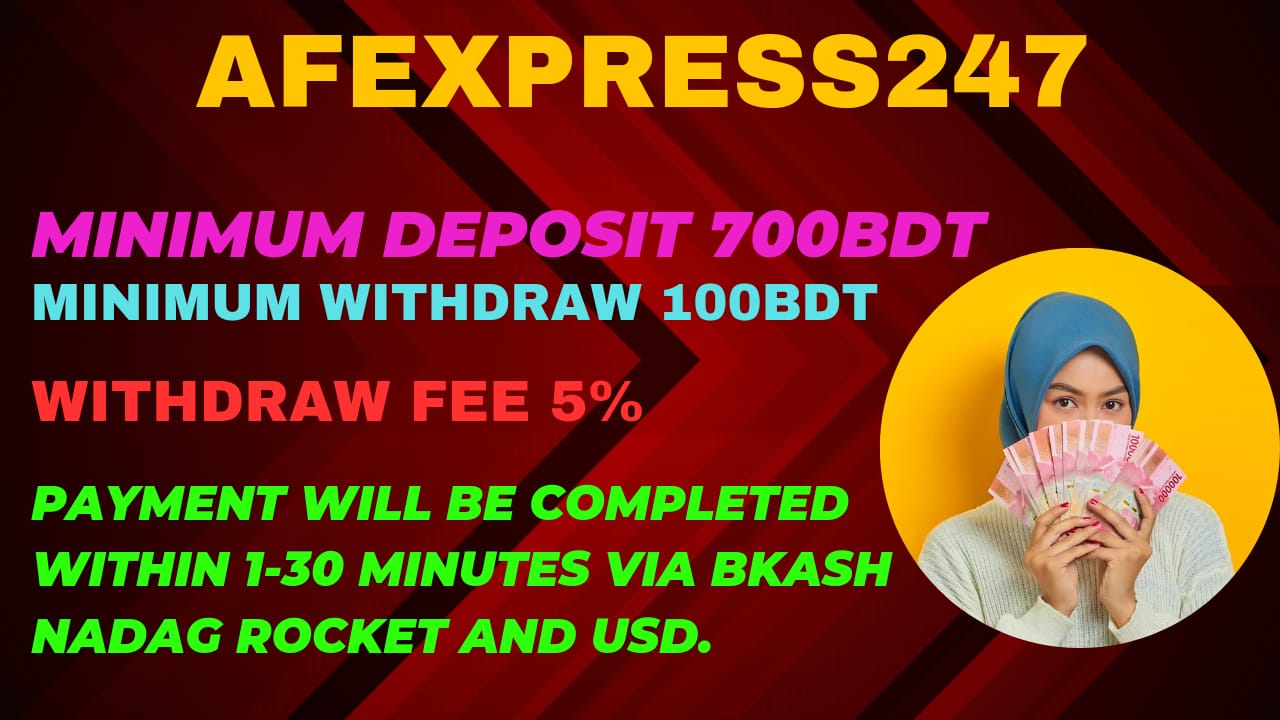 AFEXPRESS247
MINIMUM DEPOSIT 700BDT
MINIMUM WITHDRAW 100BDT
WITHDRAW FEE 5%
PAYMENT WILL BE COMPLETED
WITHIN 1-30 MINUTES VIA BKASH
NADAG ROCKET AND USD.
100000